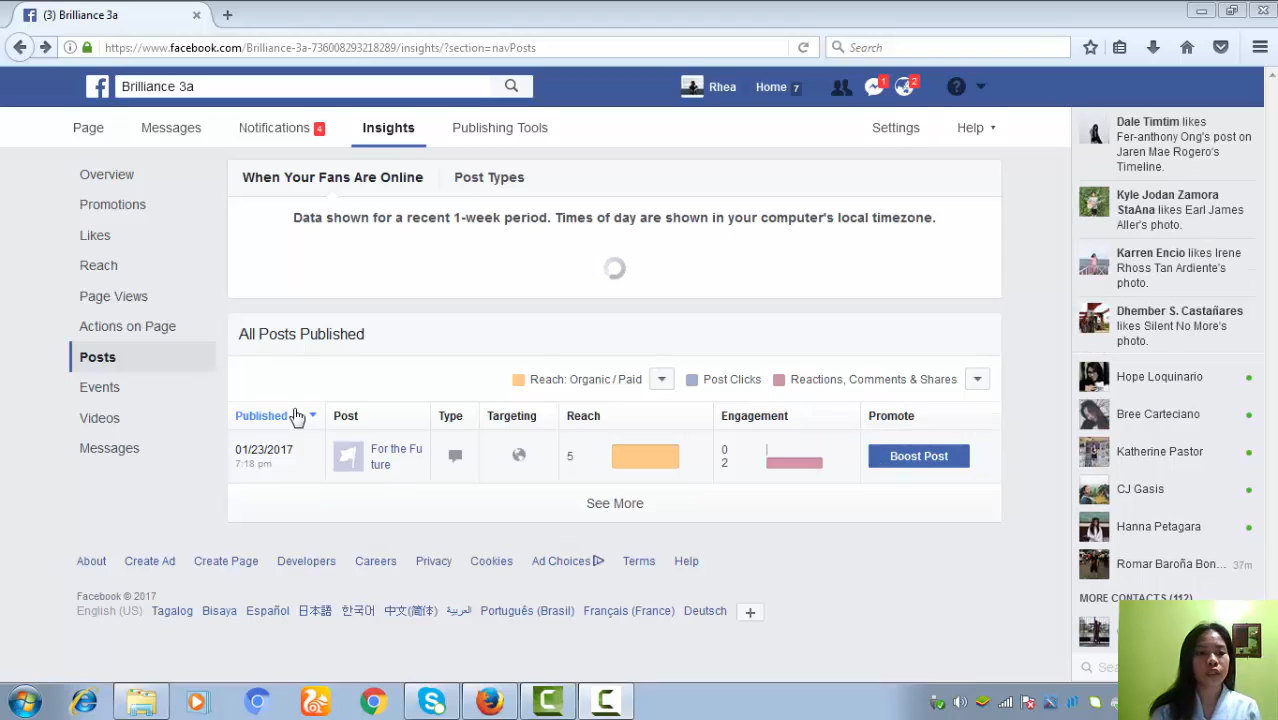 (3) Brilliance 3a
https://www.facebook.com/Brilliance-3a-736008293218289/insights/?section=navPosts
Search
Brilliance 3a
Rhea
Home 7
1
2
Page
Messages
Notifications 4
Insights
Publishing Tools
Settings
Help
Overview
Promotions
Likes
Reach
Page Views
Actions on Page
Posts
Events
Videos
Messages
When Your Fans Are Online
Post Types
Data shown for a recent 1-week period. Times of day are shown in your computer's local timezone.
All Posts Published
Reach: Organic / Paid
Post Clicks
Reactions, Comments & Shares
Published
Post
Type
Targeting
Reach
Engagement
Promote
01/23/2017
7:18 pm
For the Fu
ture
5
0
2
Boost Post
See More
About
Create Ad
Create Page
Developers
Careers
Privacy
Cookies
Ad Choices
Terms
Help
Facebook © 2017
English (US)
Tagalog
Bisaya
Español
日本語
한국어
中文(简体)
العربية
Português (Brasil)
Français (France)
Deutsch
Dale Timtim likes
Fer-anthony Ong's post on
Jaren Mae Rogero's
Timeline.
Kyle Jodan Zamora
StaAna likes Earl James
Aller's photo.
Karren Encio likes Irene
Rhoss Tan Ardiente's
photo.
Dhember S. Castañares
likes Silent No More's
photo.
Hope Loquinario
Bree Carteciano
Katherine Pastor
CJ Gasis
Hanna Petagara
Romar Baroña Bon... 37m
MORE CONTACTS (112)